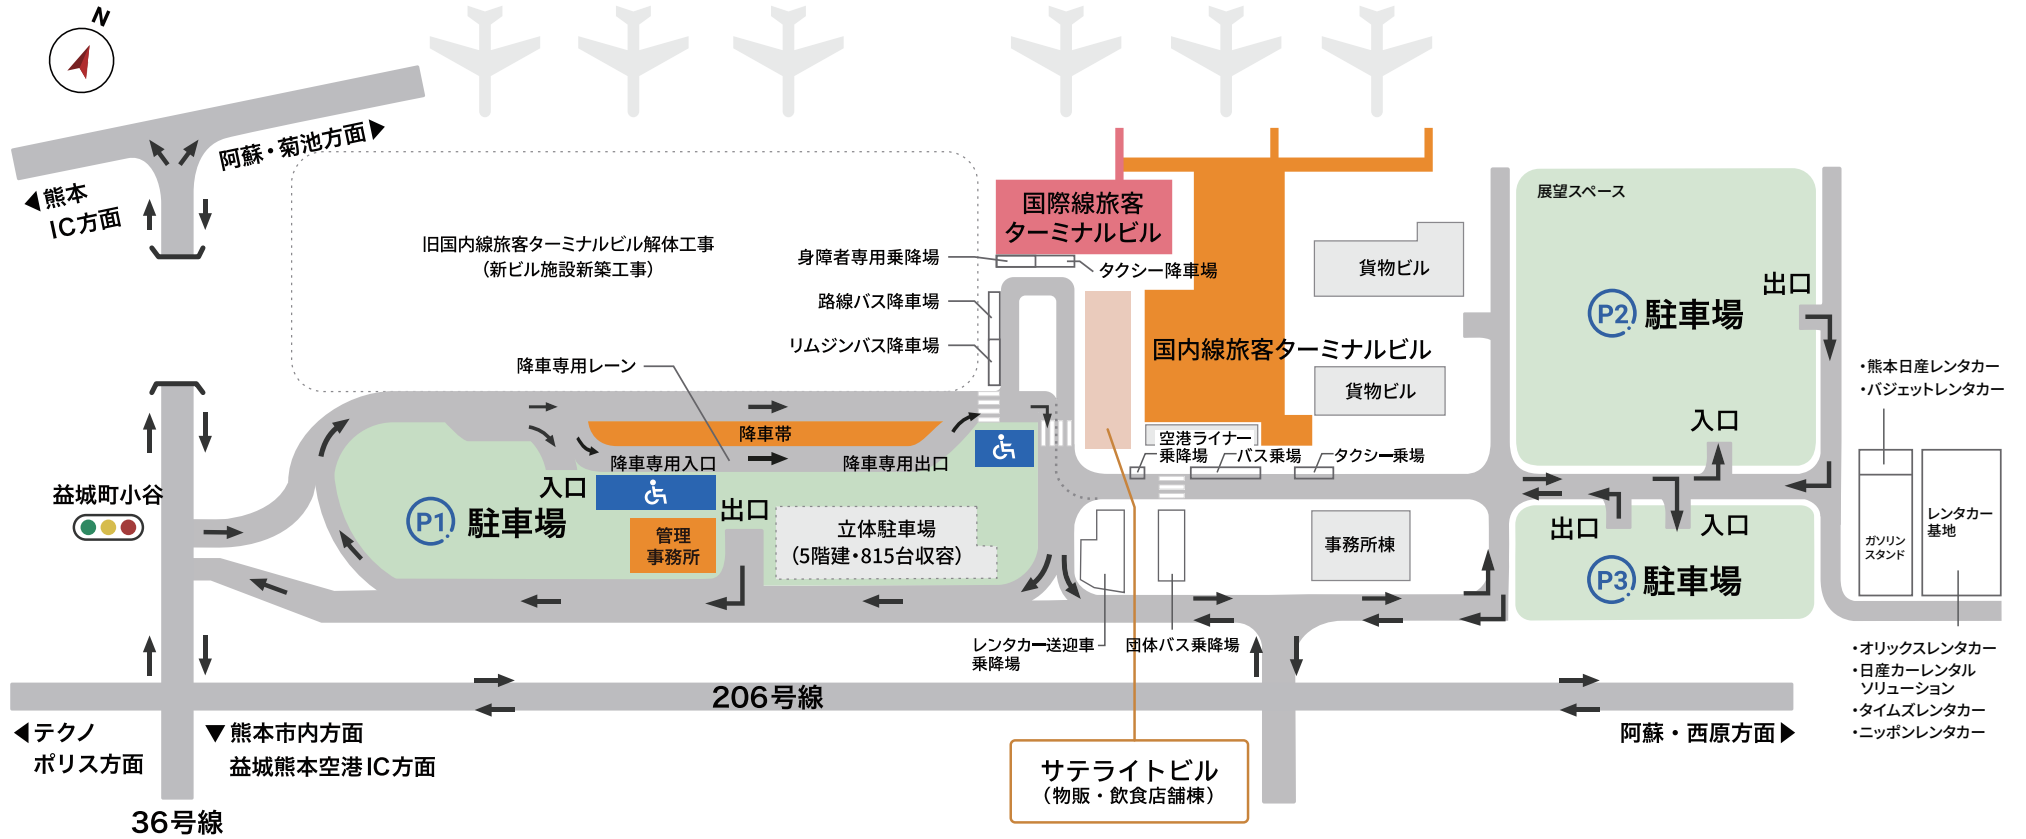 N
阿蘇・菊池方面▶
◀熊本
IC方面
旧国内線旅客ターミナルビル解体工事
（新ビル施設新築工事）
国際線旅客
ターミナルビル
身障者専用乗降場
タクシー降車場
路線バス降車場
リムジンバス降車場
降車専用レーン
国内線旅客ターミナルビル
貨物ビル
貨物ビル
展望スペース
出口
P2 駐車場
入口
・熊本日産レンタカー
・バジェットレンタカー
降車帯
降車専用入口
降車専用出口
空港ライナー
乗降場
バス乗場
タクシー乗場
益城町小谷
入口
P1 駐車場
出口
管理
事務所
立体駐車場
（5階建・815台収容）
事務所棟
出口
入口
P3 駐車場
ガソリン
スタンド
レンタカー
基地
レンタカー送迎車
乗降場
団体バス乗降場
・オリックスレンタカー
・日産カーレンタル
ソリューション
・タイムズレンタカー
・ニッポンレンタカー
206号線
◀テクノ
ポリス方面
▼熊本市内方面
益城熊本空港IC方面
阿蘇・西原方面▶
サテライトビル
（物販・飲食店舗棟）
36号線